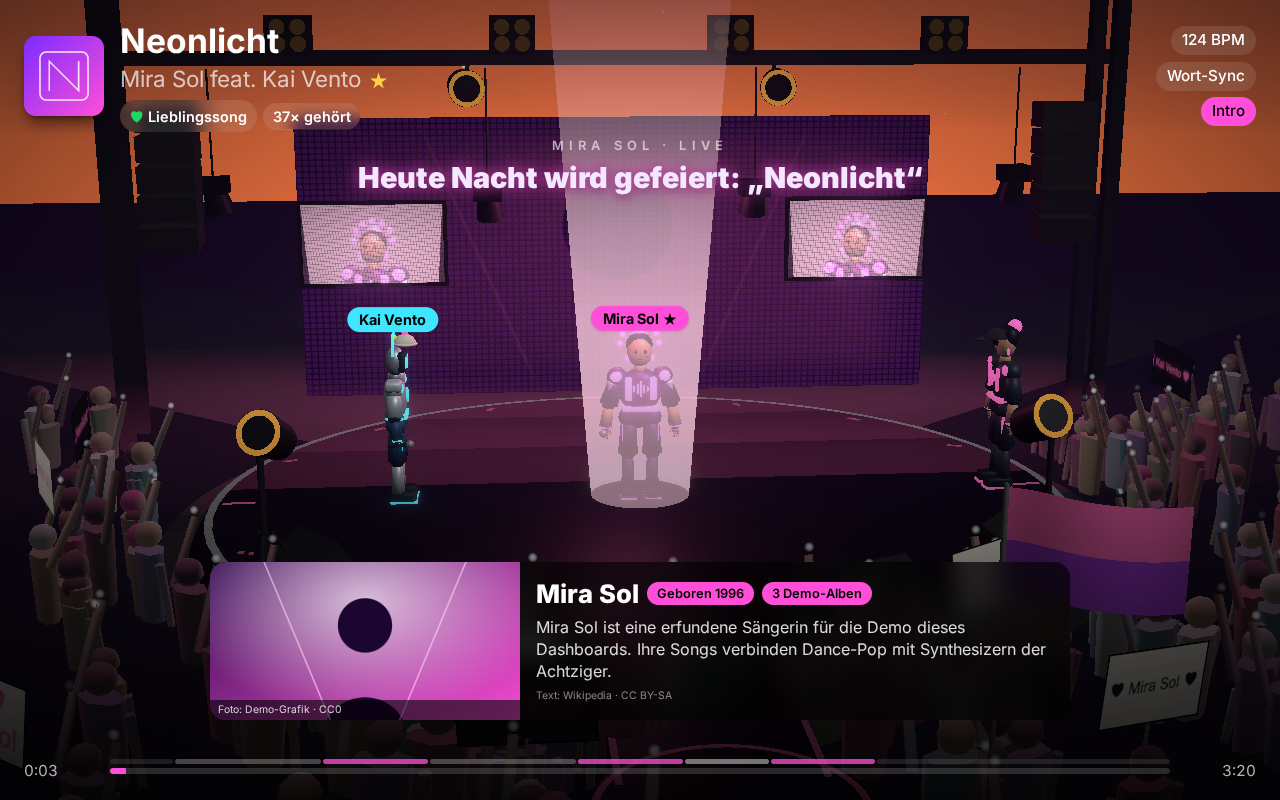 Neonlicht
Mira Sol feat. Kai Vento ★
Lieblingssong
37× gehört
124 BPM
Wort-Sync
Intro
MIRA SOL · LIVE
Heute Nacht wird gefeiert: „Neonlicht“
Kai Vento
Mira Sol ★
Kai Vento
Mira Sol
Geboren 1996
3 Demo-Alben
Mira Sol ist eine erfundene Sängerin für die Demo dieses
Dashboards. Ihre Songs verbinden Dance-Pop mit Synthesizern der
Achtziger.
Text: Wikipedia · CC BY-SA
Foto: Demo-Grafik · CC0
♥ Mira Sol ♥
0:03
3:20